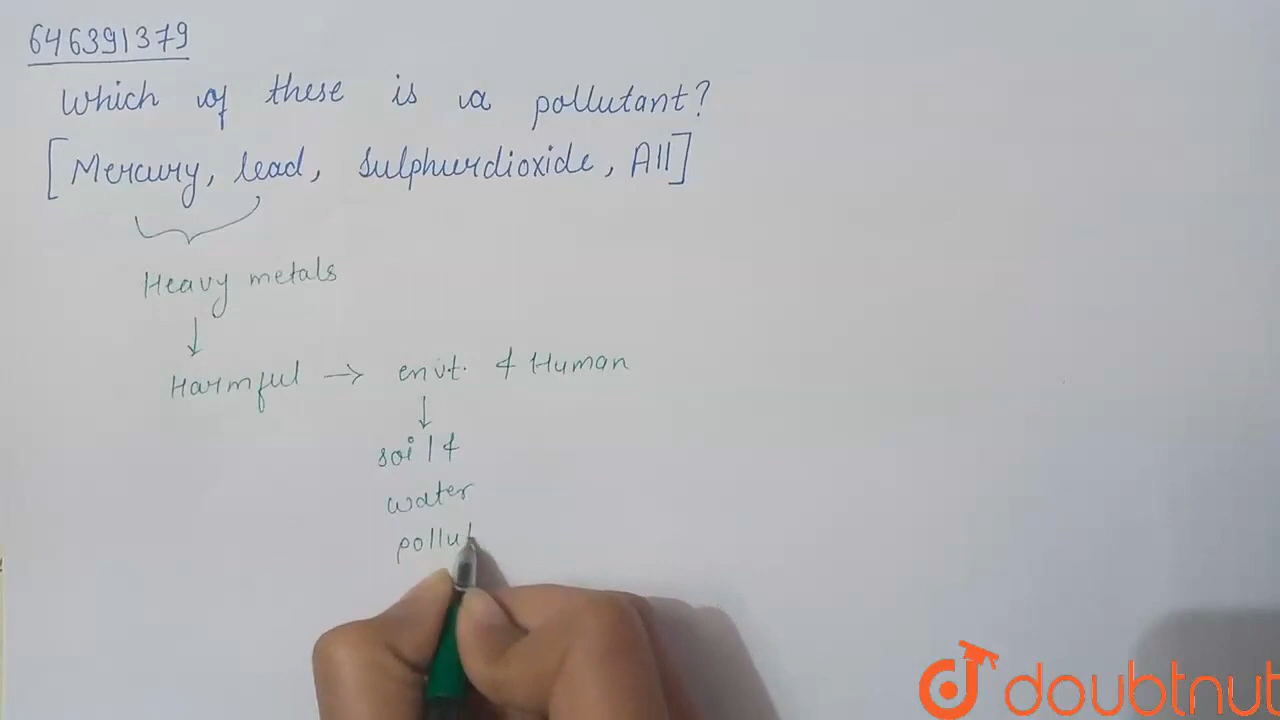 646391379
Which of these is a pollutant?
[Mercury, lead, Sulphurdioxide, All]
Heavy metals
↓
Harmful → envt. & Human
↓
soil &
water
pollut
doubtnut